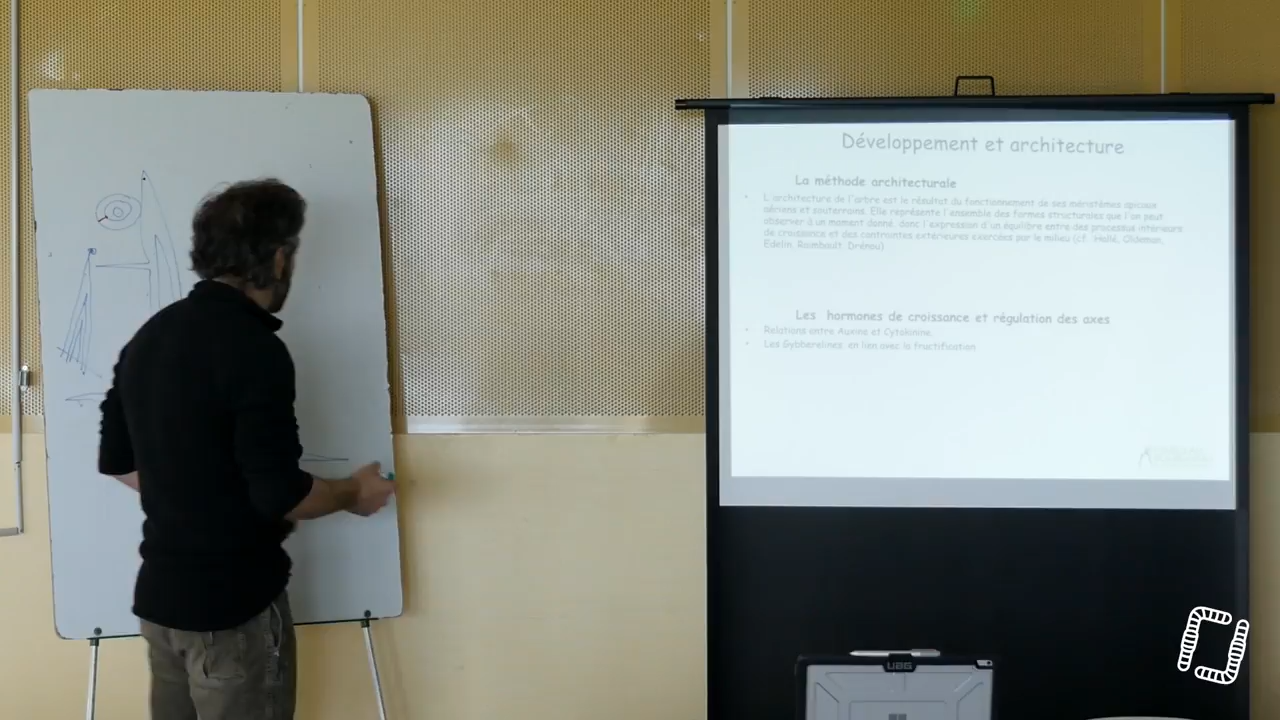 Développement et architecture
La méthode architecturale
• L'architecture de l'arbre est le résultat du fonctionnement de ses méristèmes apicaux
aériens et souterrains. Elle représente l'ensemble des formes structurales que l'on peut
observer à un moment donné, donc l'expression d'un équilibre entre des processus intérieurs
de croissance et des contraintes extérieures exercées par le milieu (cf. Hallé, Oldeman,
Edelin, Raimbault, Drénou)
Les hormones de croissance et régulation des axes
• Relations entre Auxine et Cytokinine.
• Les Gybberelines, en lien avec la fructification
UAG